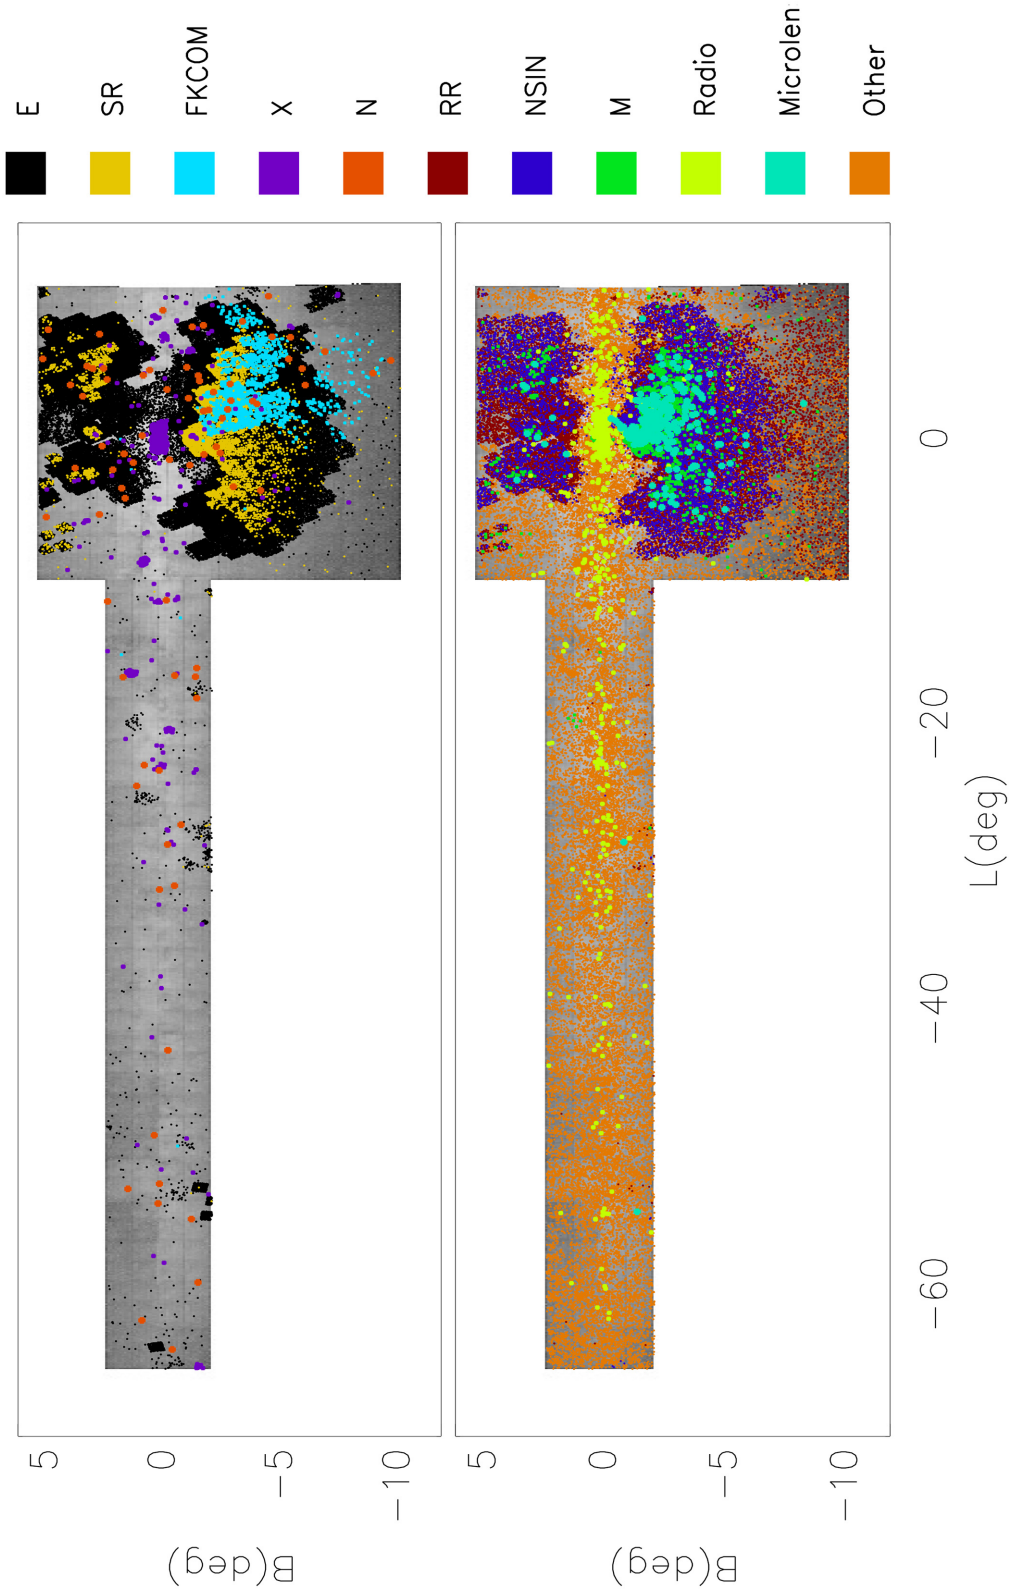 E
SR
FKCOM
X
N
RR
NSIN
M
Radio
Microlen
Other
5
0
−5
−10
B(deg)
5
0
−5
−10
B(deg)
−60
−40
−20
0
L(deg)